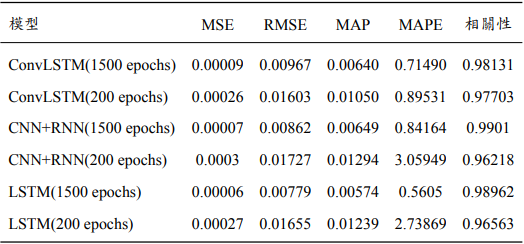 模型 MSE RMSE MAP MAPE 相關性
ConvLSTM(1500 epochs) 0.00009 0.00967 0.00640 0.71490 0.98131
ConvLSTM(200 epochs) 0.00026 0.01603 0.01050 0.89531 0.97703
CNN+RNN(1500 epochs) 0.00007 0.00862 0.00649 0.84164 0.9901
CNN+RNN(200 epochs) 0.0003 0.01727 0.01294 3.05949 0.96218
LSTM(1500 epochs) 0.00006 0.00779 0.00574 0.5605 0.98962
LSTM(200 epochs) 0.00027 0.01655 0.01239 2.73869 0.96563